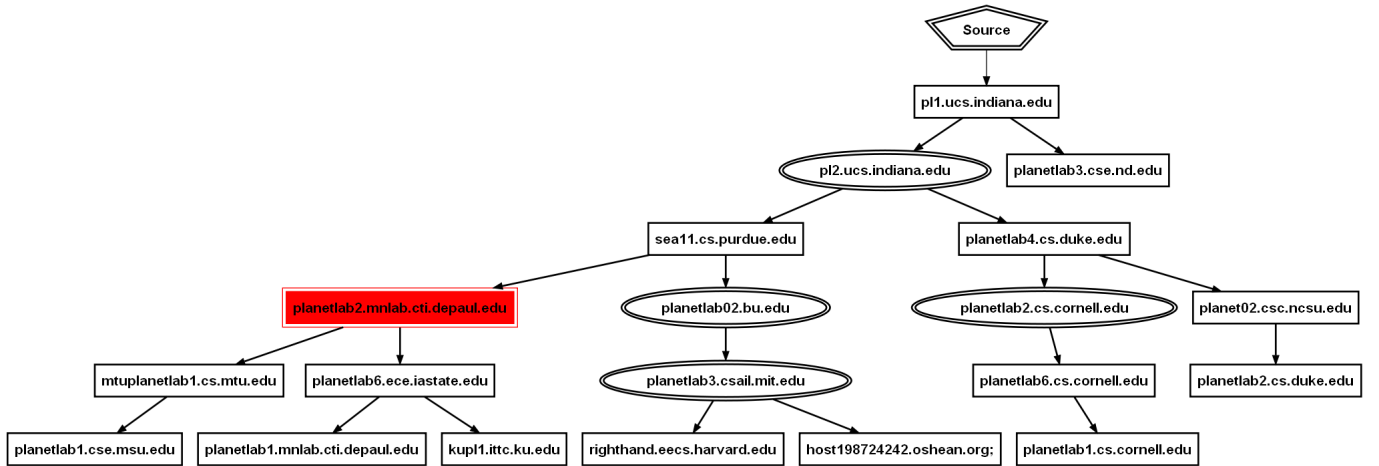 Source
pl1.ucs.indiana.edu
pl2.ucs.indiana.edu
planetlab3.cse.nd.edu
sea11.cs.purdue.edu
planetlab4.cs.duke.edu
planetlab2.mnlab.cti.depaul.edu
planetlab02.bu.edu
planetlab2.cs.cornell.edu
planet02.csc.ncsu.edu
mtuplanetlab1.cs.mtu.edu
planetlab6.ece.iastate.edu
planetlab3.csail.mit.edu
planetlab6.cs.cornell.edu
planetlab2.cs.duke.edu
planetlab1.cse.msu.edu
planetlab1.mnlab.cti.depaul.edu
kupl1.ittc.ku.edu
righthand.eecs.harvard.edu
host198724242.oshean.org;
planetlab1.cs.cornell.edu